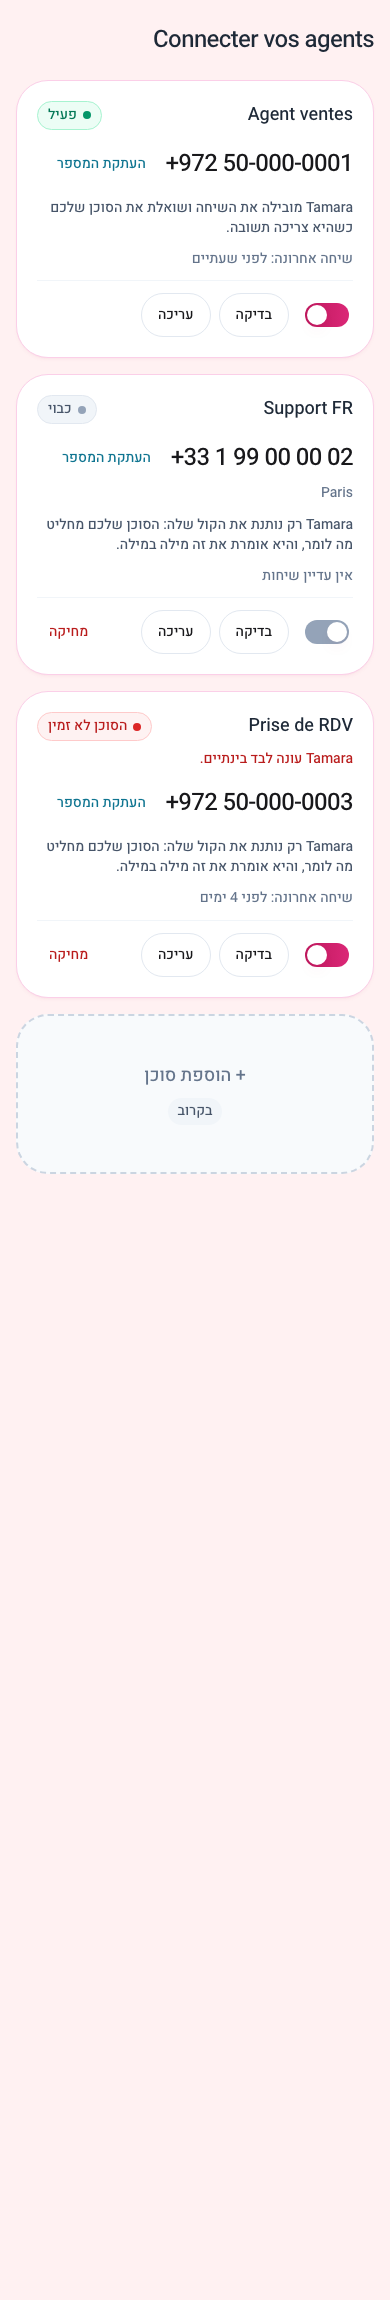 Connecter vos agents
Agent ventes
פעיל
+972 50-000-0001
העתקת המספר
Tamara מובילה את השיחה ושואלת את הסוכן שלכם
כשהיא צריכה תשובה.
שיחה אחרונה: לפני שעתיים
בדיקה
עריכה
Support FR
כבוי
+33 1 99 00 00 02
העתקת המספר
Paris
Tamara רק נותנת את הקול שלה: הסוכן שלכם מחליט
מה לומר, והיא אומרת את זה מילה במילה.
אין עדיין שיחות
בדיקה
עריכה
מחיקה
Prise de RDV
הסוכן לא זמין
Tamara עונה לבד בינתיים.
+972 50-000-0003
העתקת המספר
Tamara רק נותנת את הקול שלה: הסוכן שלכם מחליט
מה לומר, והיא אומרת את זה מילה במילה.
שיחה אחרונה: לפני 4 ימים
בדיקה
עריכה
מחיקה
+ הוספת סוכן
בקרוב